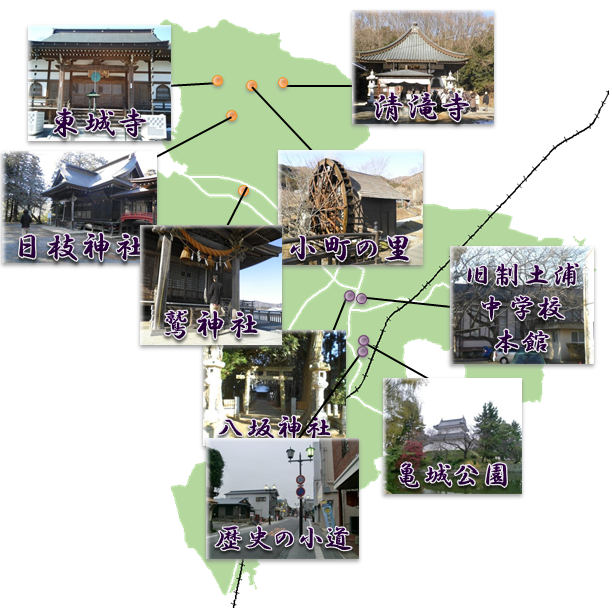 清滝寺
東城寺
日枝神社
小町の里
鷲神社
旧制土浦
中学校
本館
八坂神社
亀城公園
歴史の小道